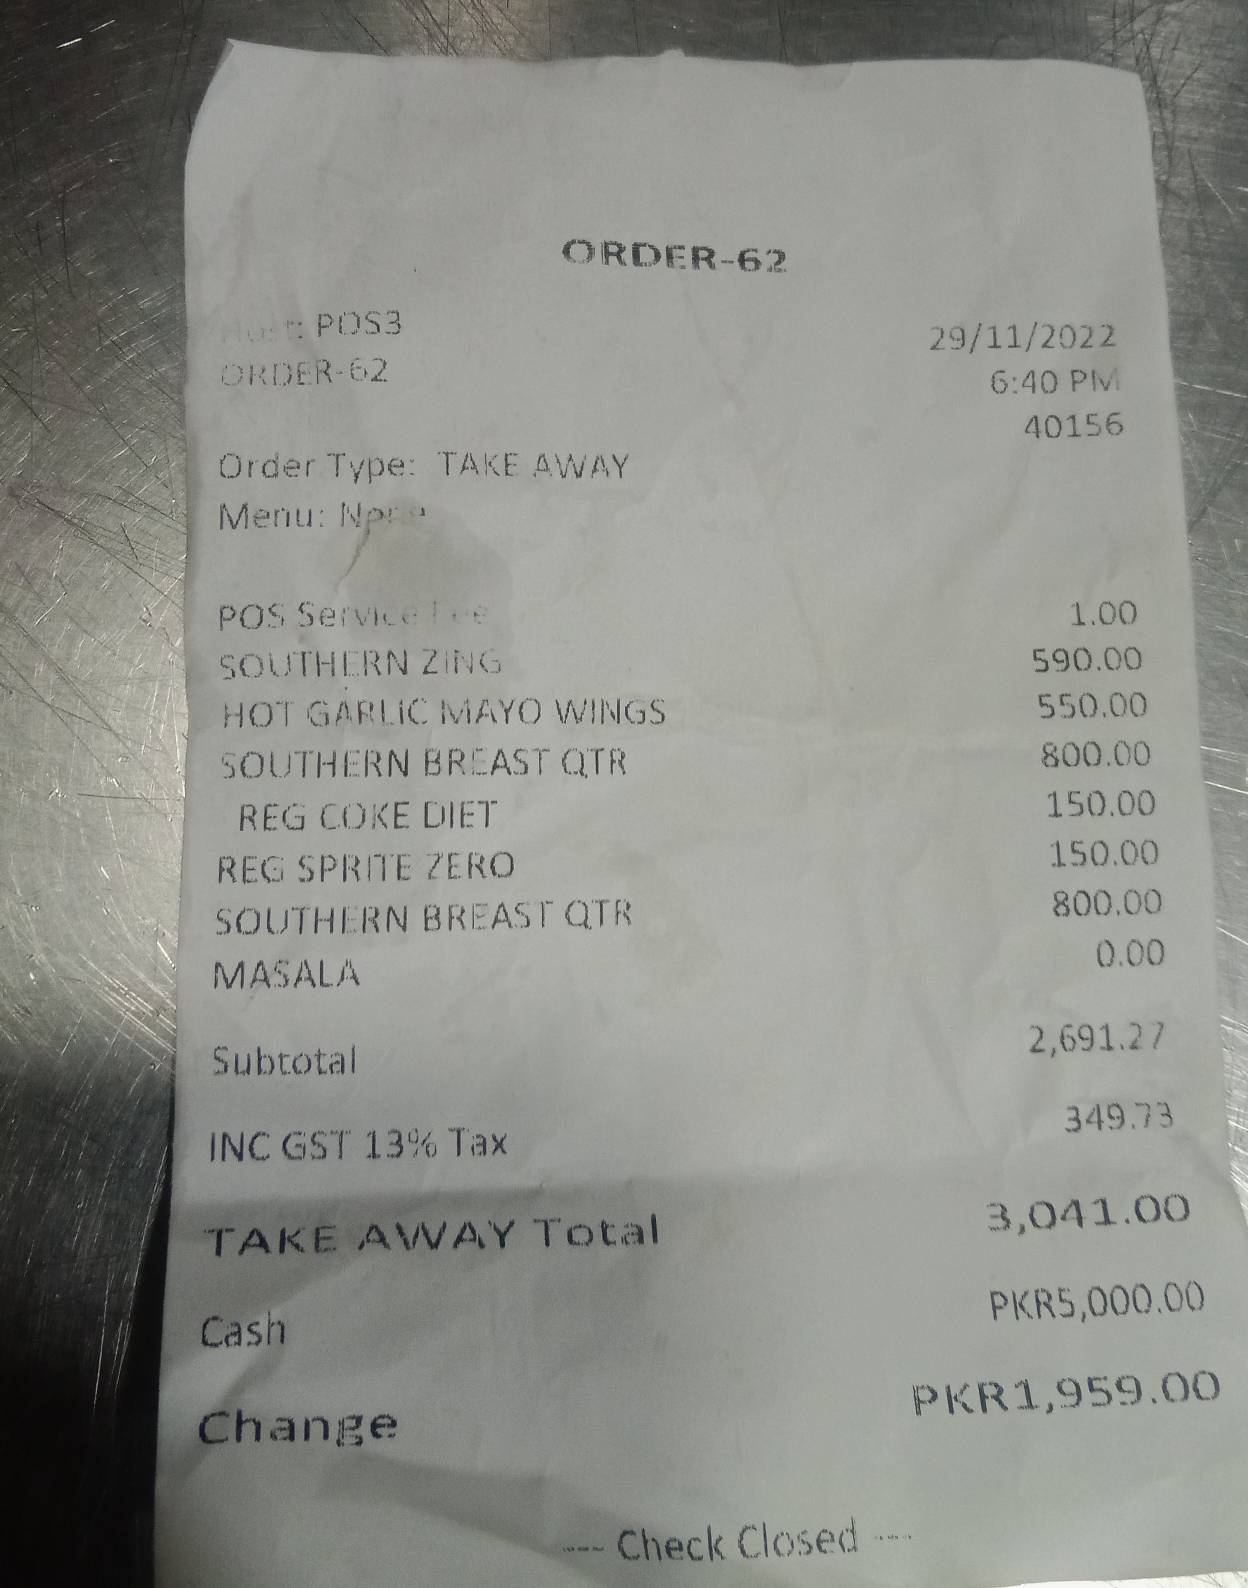 ORDER-62
Host: POS3 29/11/2022
ORDER-62 6:40 PM
40156
Order Type: TAKE AWAY
Menu: None
POS Service Fee 1.00
SOUTHERN ZING 590.00
HOT GARLIC MAYO WINGS 550.00
SOUTHERN BREAST QTR 800.00
REG COKE DIET 150.00
REG SPRITE ZERO 150.00
SOUTHERN BREAST QTR 800.00
MASALA 0.00
Subtotal 2,691.27
INC GST 13% Tax 349.73
TAKE AWAY Total 3,041.00
Cash PKR5,000.00
Change PKR1,959.00
--- Check Closed ---